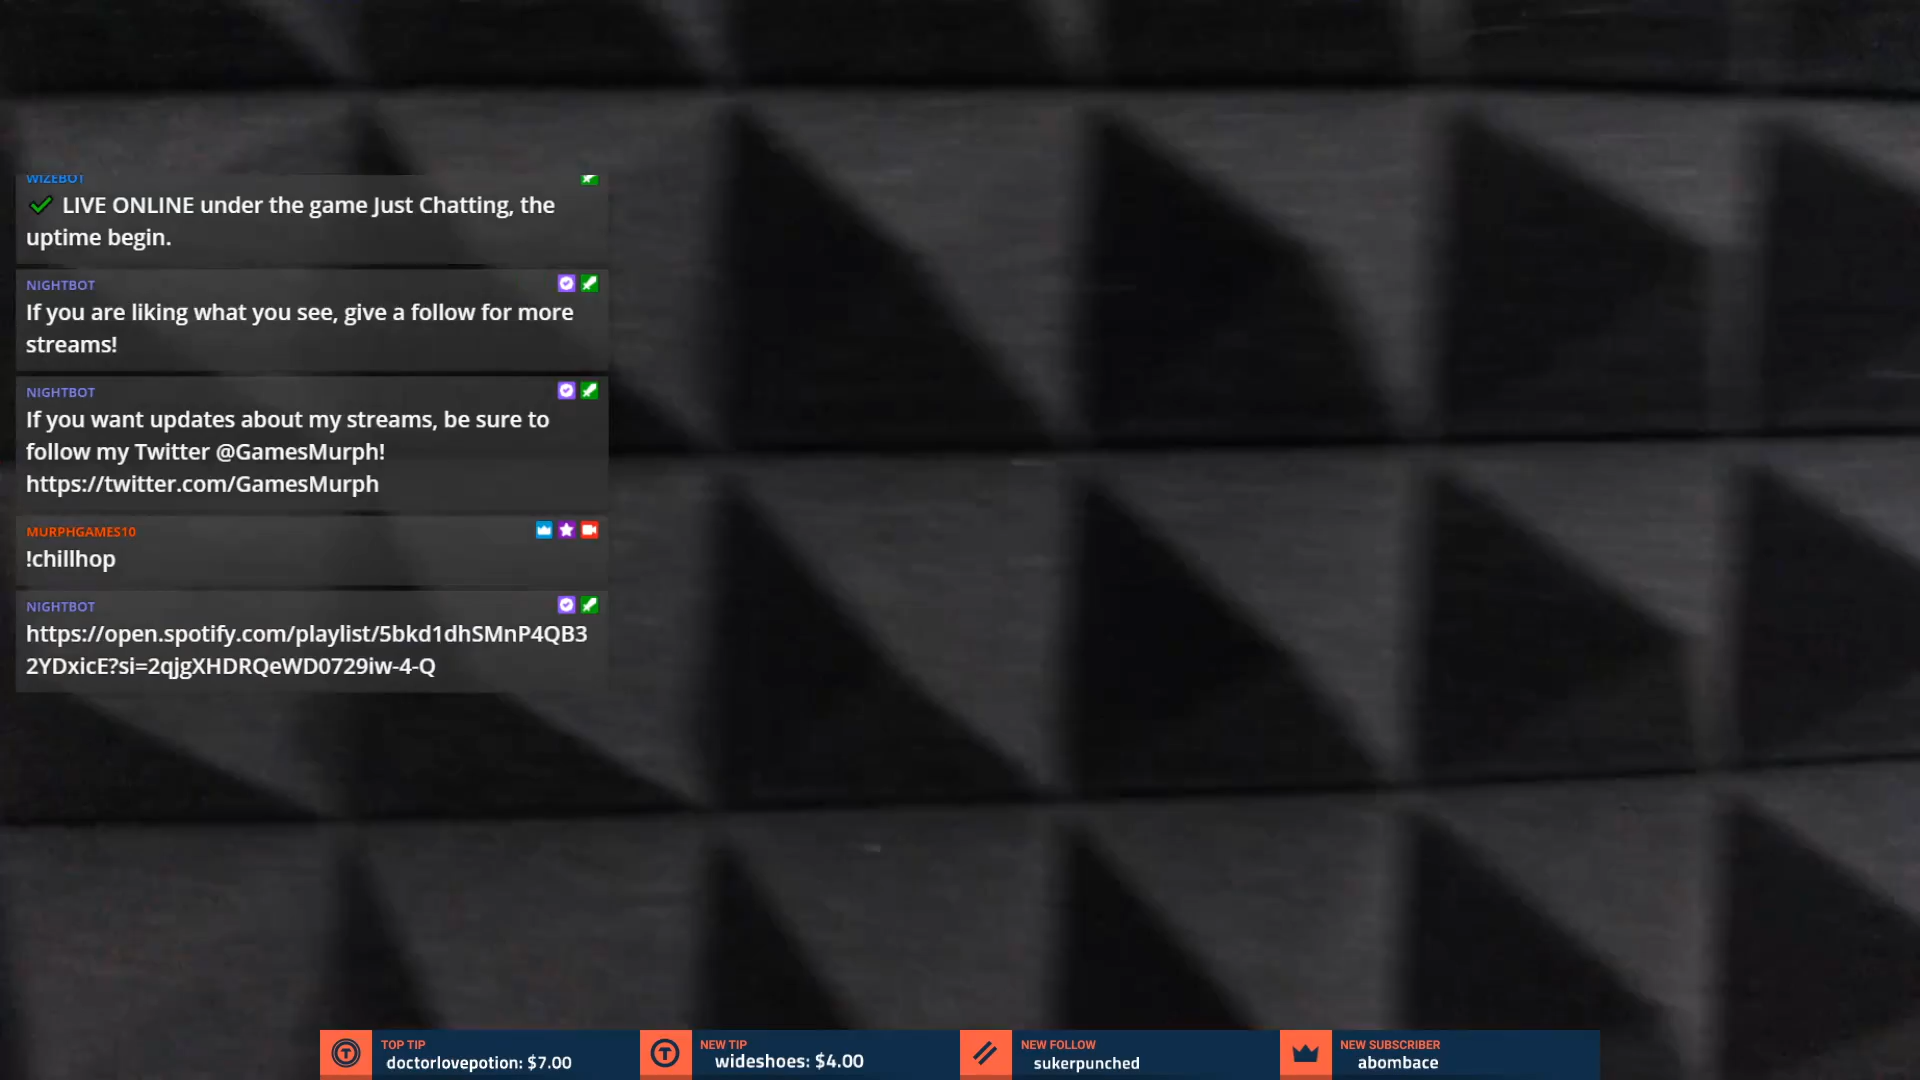 WIZEBOT
LIVE ONLINE under the game Just Chatting, the
uptime begin.
NIGHTBOT
If you are liking what you see, give a follow for more
streams!
NIGHTBOT
If you want updates about my streams, be sure to
follow my Twitter @GamesMurph!
https://twitter.com/GamesMurph
MURPHGAMES10
!chillhop
NIGHTBOT
https://open.spotify.com/playlist/5bkd1dhSMnP4QB3
2YDxicE?si=2qjgXHDRQeWD0729iw-4-Q
TOP TIP
doctorlovepotion: $7.00
NEW TIP
wideshoes: $4.00
NEW FOLLOW
sukerpunched
NEW SUBSCRIBER
abombace